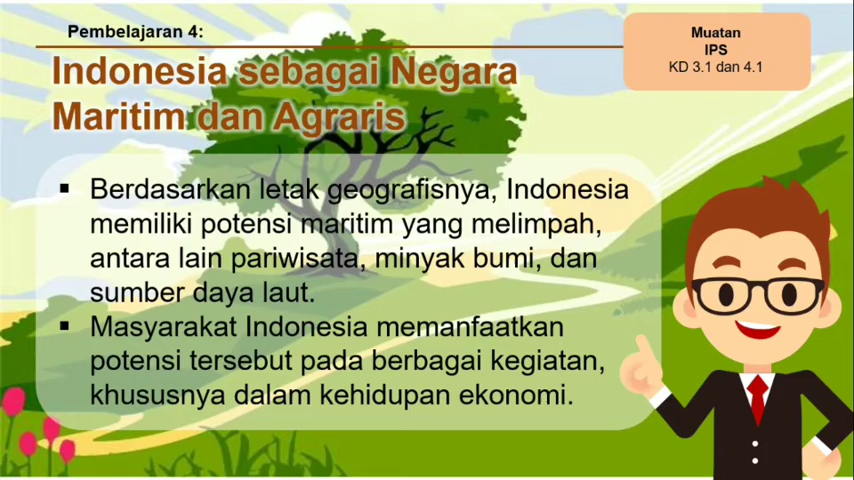 Pembelajaran 4:
Muatan
IPS
KD 3.1 dan 4.1
Indonesia sebagai Negara
Maritim dan Agraris
▪ Berdasarkan letak geografisnya, Indonesia
memiliki potensi maritim yang melimpah,
antara lain pariwisata, minyak bumi, dan
sumber daya laut.
▪ Masyarakat Indonesia memanfaatkan
potensi tersebut pada berbagai kegiatan,
khususnya dalam kehidupan ekonomi.